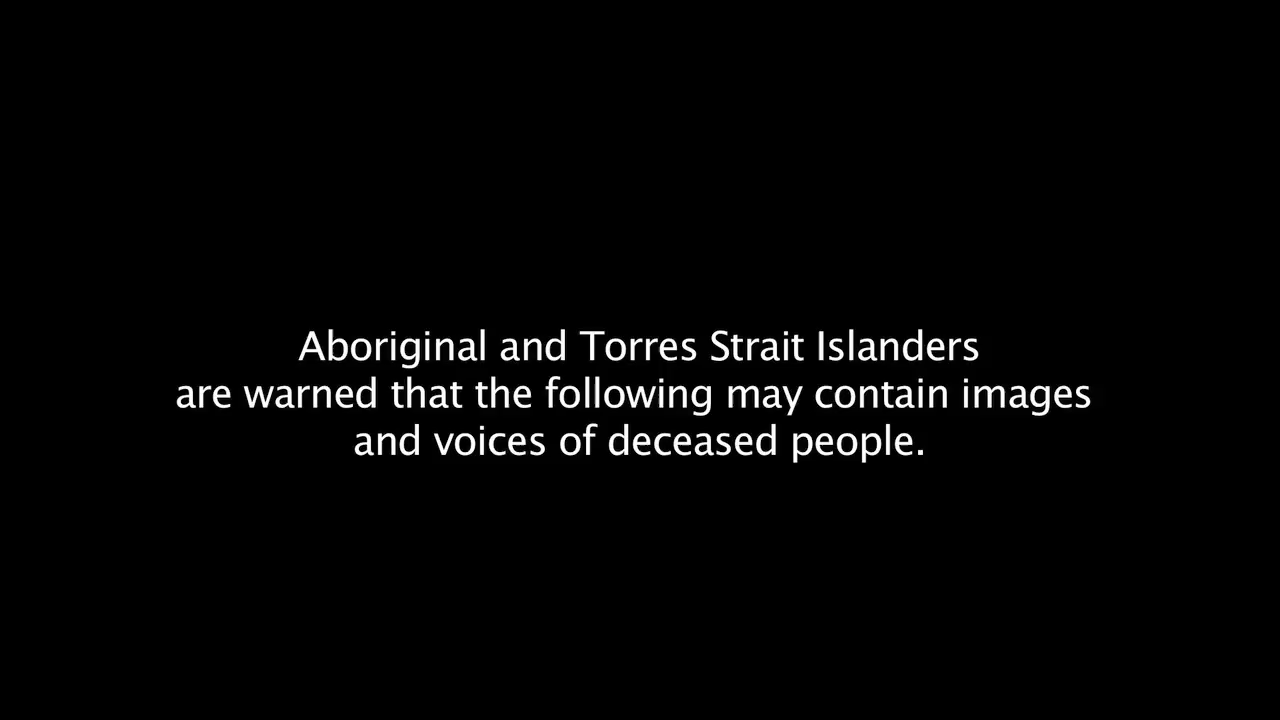 Aboriginal and Torres Strait Islanders
are warned that the following may contain images
and voices of deceased people.